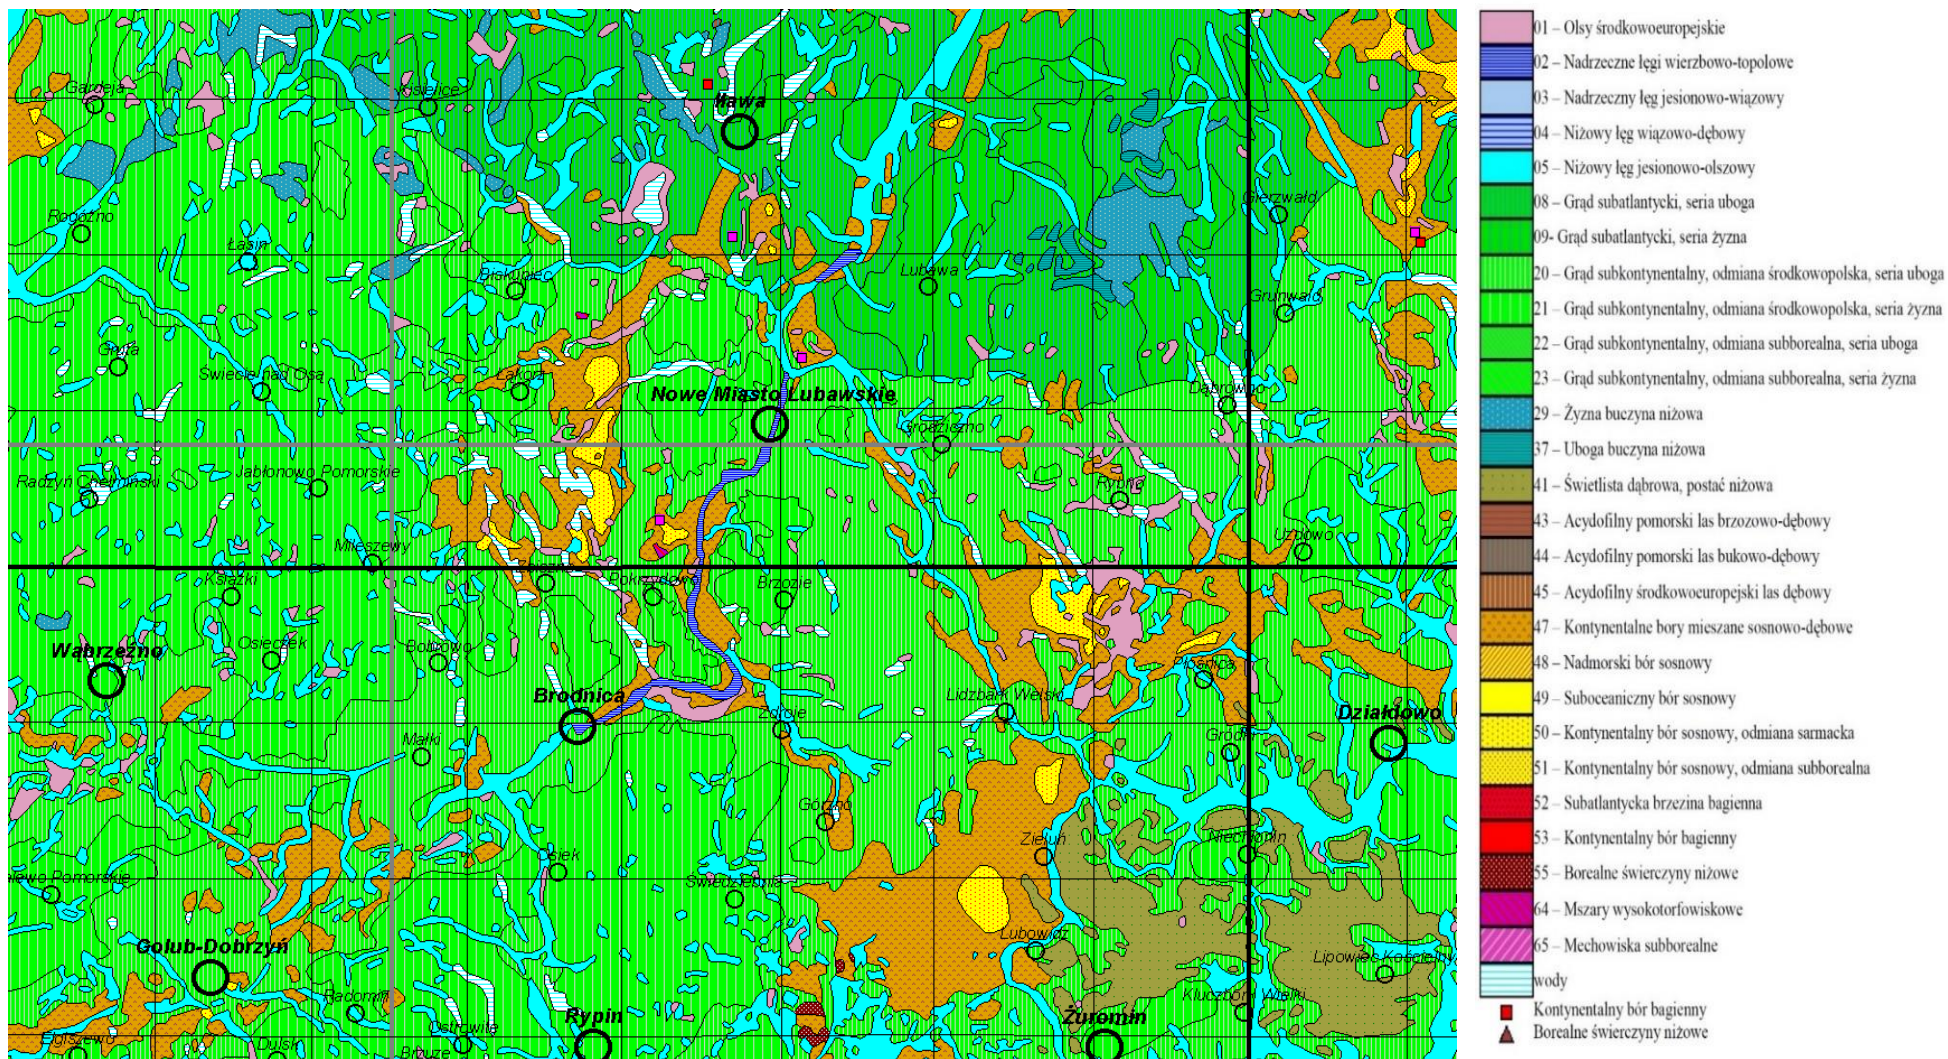 Gardeja
Kisielice
Iława
Rogóźno
Łasin
Biskupiec
Lubawa
Gierzwałd
Grunwald
Gruta
Świecie nad Osą
Łąkorz
Nowe Miasto Lubawskie
Dąbrówno
Grodziczno
Radzyń Chełmiński
Jabłonowo Pomorskie
Rybno
Mileszewy
Uzdowo
Książki
Zbiczno
Pokrzydowo
Brzozie
Wąbrzeźno
Osieczek
Bobrowo
Płośnica
Brodnica
Lidzbark Welski
Zdroje
Działdowo
Małki
Gródki
Górzno
Zieluń
Niechłonin
Osiek
alewo Pomorskie
Świedziebnia
Golub-Dobrzyń
Lubowidz
Lipowiec Kościelny
Radomin
Kluczbork Wielki
Rypin
Żuromin
Elgiszewo
Dulsk
Ostrowite
Brzuze
01 – Olsy środkowoeuropejskie
02 – Nadrzeczne łęgi wierzbowo-topolowe
03 – Nadrzeczny łęg jesionowo-wiązowy
04 – Niżowy łęg wiązowo-dębowy
05 – Niżowy łęg jesionowo-olszowy
08 – Grąd subatlantycki, seria uboga
09- Grąd subatlantycki, seria żyzna
20 – Grąd subkontynentalny, odmiana środkowopolska, seria uboga
21 – Grąd subkontynentalny, odmiana środkowopolska, seria żyzna
22 – Grąd subkontynentalny, odmiana subborealna, seria uboga
23 – Grąd subkontynentalny, odmiana subborealna, seria żyzna
29 – Żyzna buczyna niżowa
37 – Uboga buczyna niżowa
41 – Świetlista dąbrowa, postać niżowa
43 – Acydofilny pomorski las brzozowo-dębowy
44 – Acydofilny pomorski las bukowo-dębowy
45 – Acydofilny środkowoeuropejski las dębowy
47 – Kontynentalne bory mieszane sosnowo-dębowe
48 – Nadmorski bór sosnowy
49 – Suboceaniczny bór sosnowy
50 – Kontynentalny bór sosnowy, odmiana sarmacka
51 – Kontynentalny bór sosnowy, odmiana subborealna
52 – Subatlantycka brzezina bagienna
53 – Kontynentalny bór bagienny
55 – Borealne świerczyny niżowe
64 – Mszary wysokotorfowiskowe
65 – Mechowiska subborealne
wody
Kontynentalny bór bagienny
Borealne świerczyny niżowe